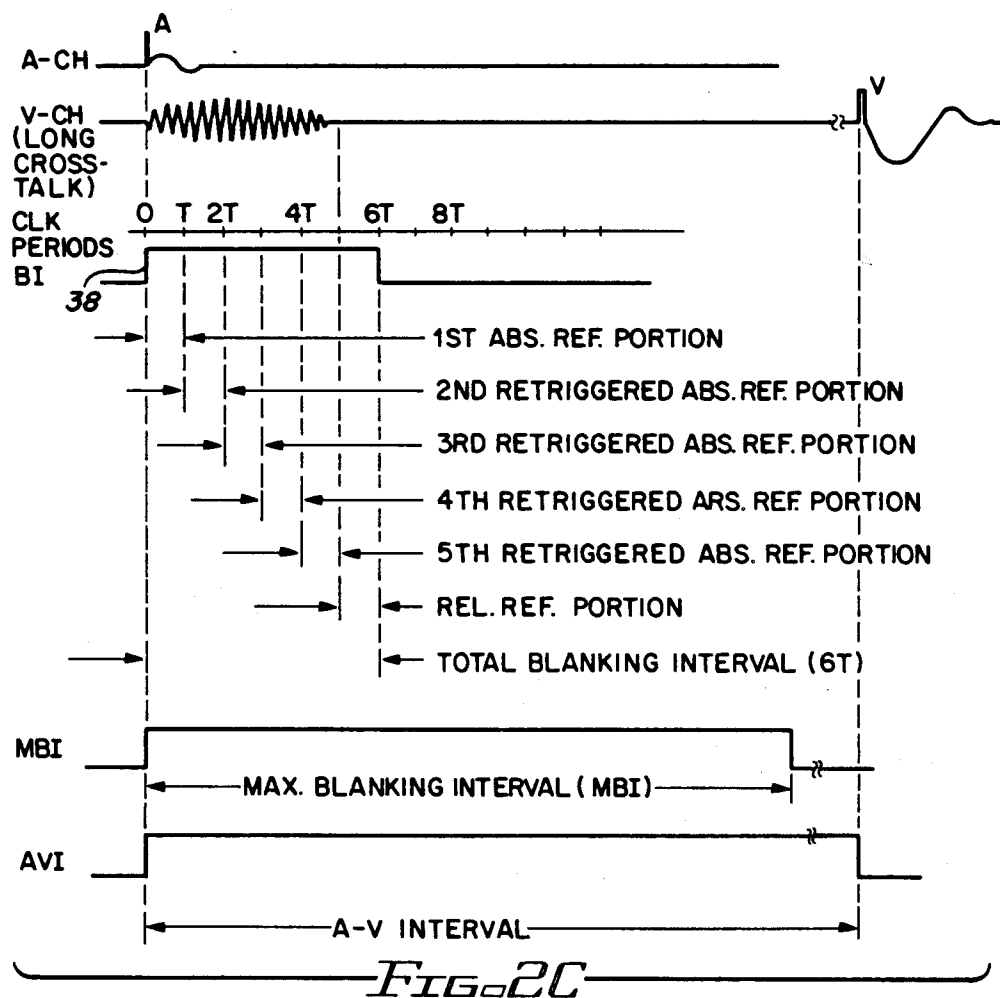 A
A-CH
V-CH
(LONG
CROSS-
TALK)
V
CLK
PERIODS
0 T 2T 4T 6T 8T
BI
38
1ST ABS. REF. PORTION
2ND RETRIGGERED ABS. REF. PORTION
3RD RETRIGGERED ABS. REF. PORTION
4TH RETRIGGERED ARS. REF. PORTION
5TH RETRIGGERED ABS. REF. PORTION
REL. REF. PORTION
TOTAL BLANKING INTERVAL (6T)
MBI
MAX. BLANKING INTERVAL (MBI)
AVI
A-V INTERVAL
FIG. 2C